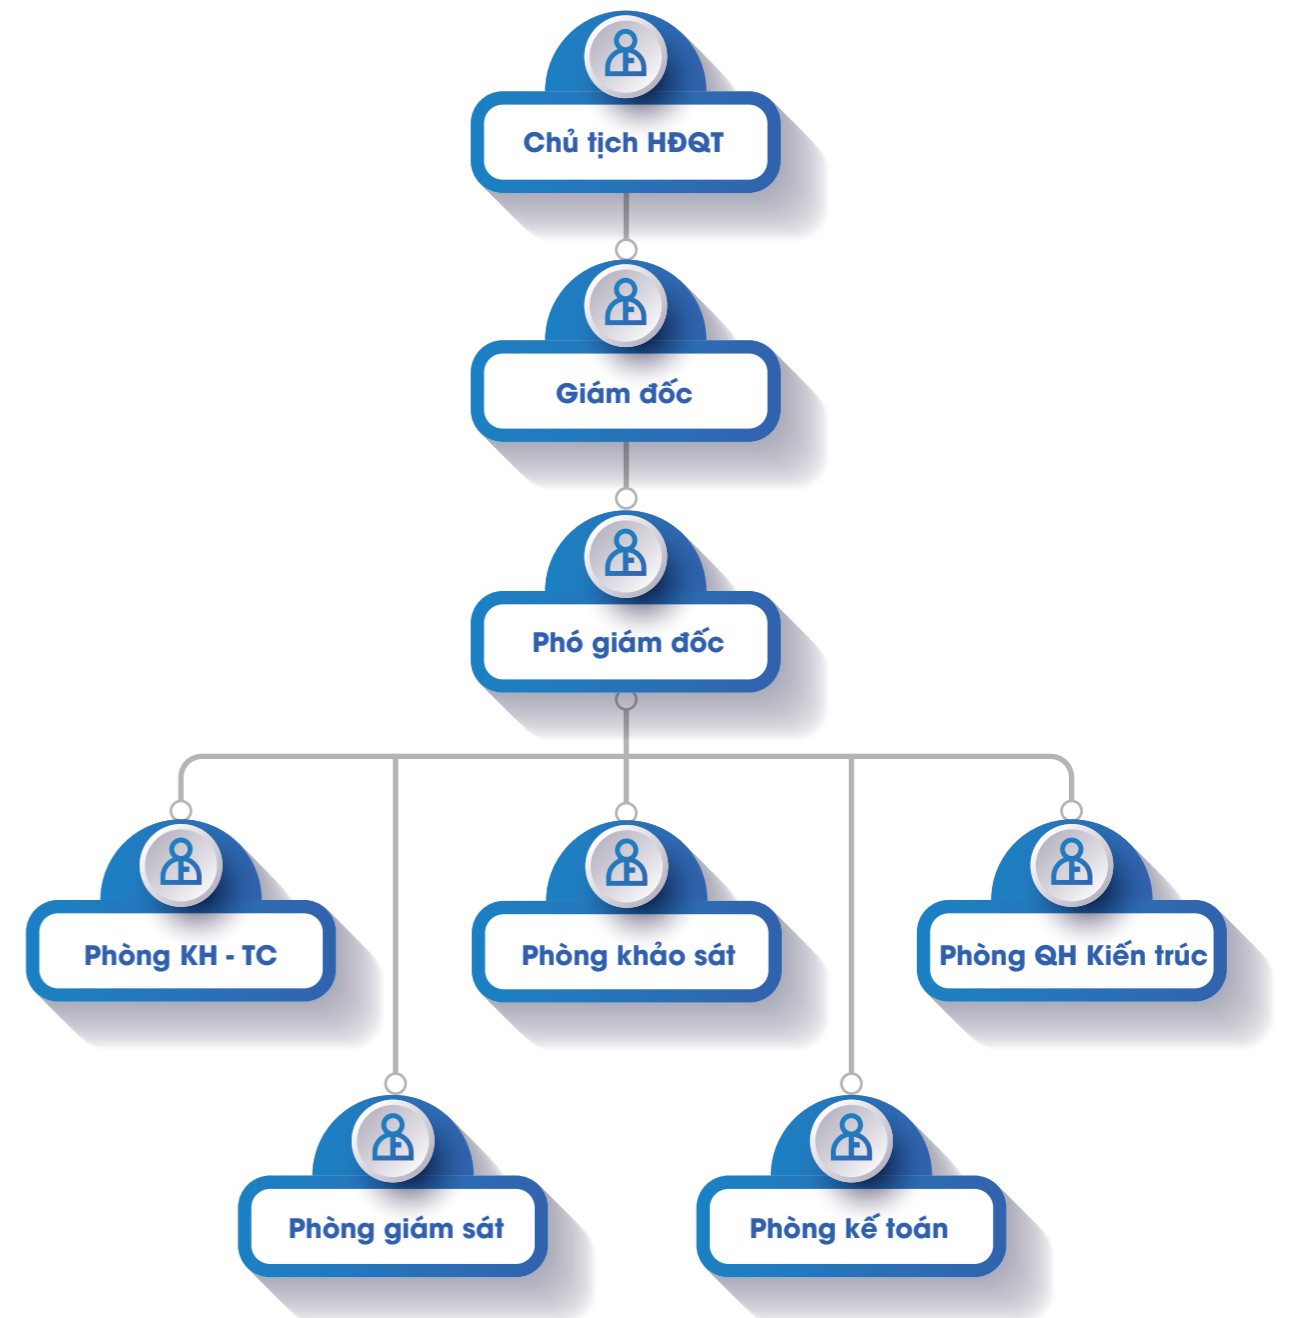 Chủ tịch HĐQT
Giám đốc
Phó giám đốc
Phòng KH - TC
Phòng khảo sát
Phòng QH Kiến trúc
Phòng giám sát
Phòng kế toán